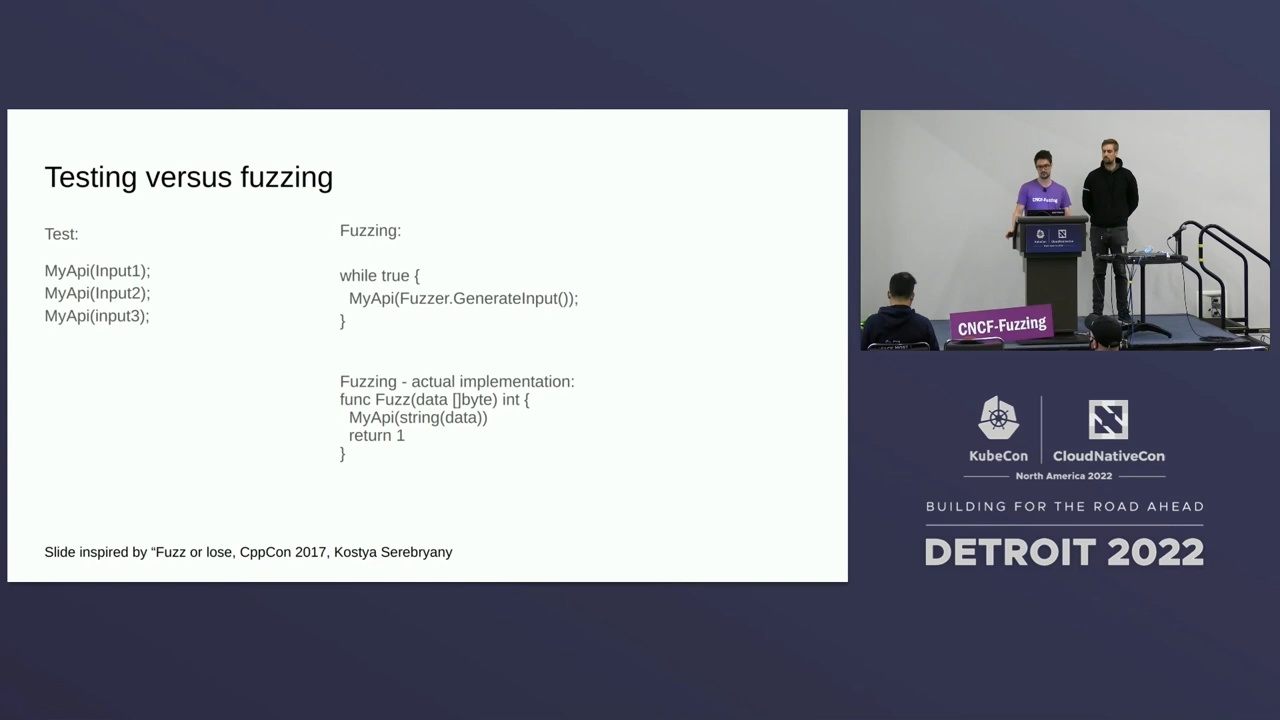 Testing versus fuzzing
Test:
MyApi(Input1);
MyApi(Input2);
MyApi(input3);
Fuzzing:
while true {
MyApi(Fuzzer.GenerateInput());
}
Fuzzing - actual implementation:
func Fuzz(data []byte) int {
MyApi(string(data))
return 1
}
Slide inspired by “Fuzz or lose, CppCon 2017, Kostya Serebryany
CNCF-Fuzzing
CNCF-Fuzzing
KubeCon
CloudNativeCon
North America 2022
BUILDING FOR THE ROAD AHEAD
DETROIT 2022